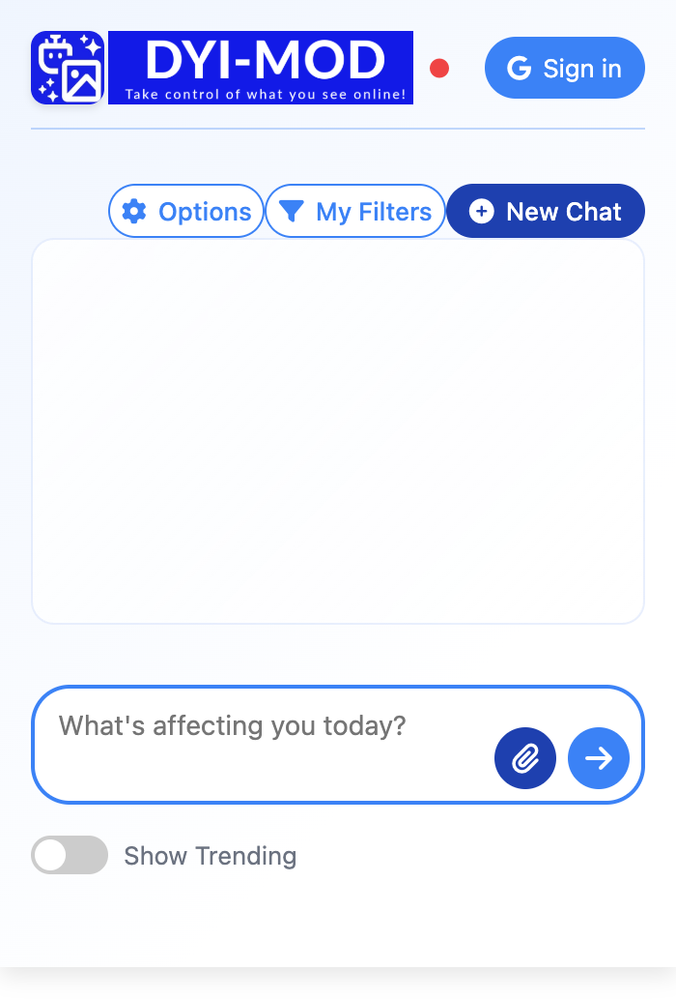 DYI-MOD
Take control of what you see online!
Sign in
Options
My Filters
New Chat
What's affecting you today?
Show Trending